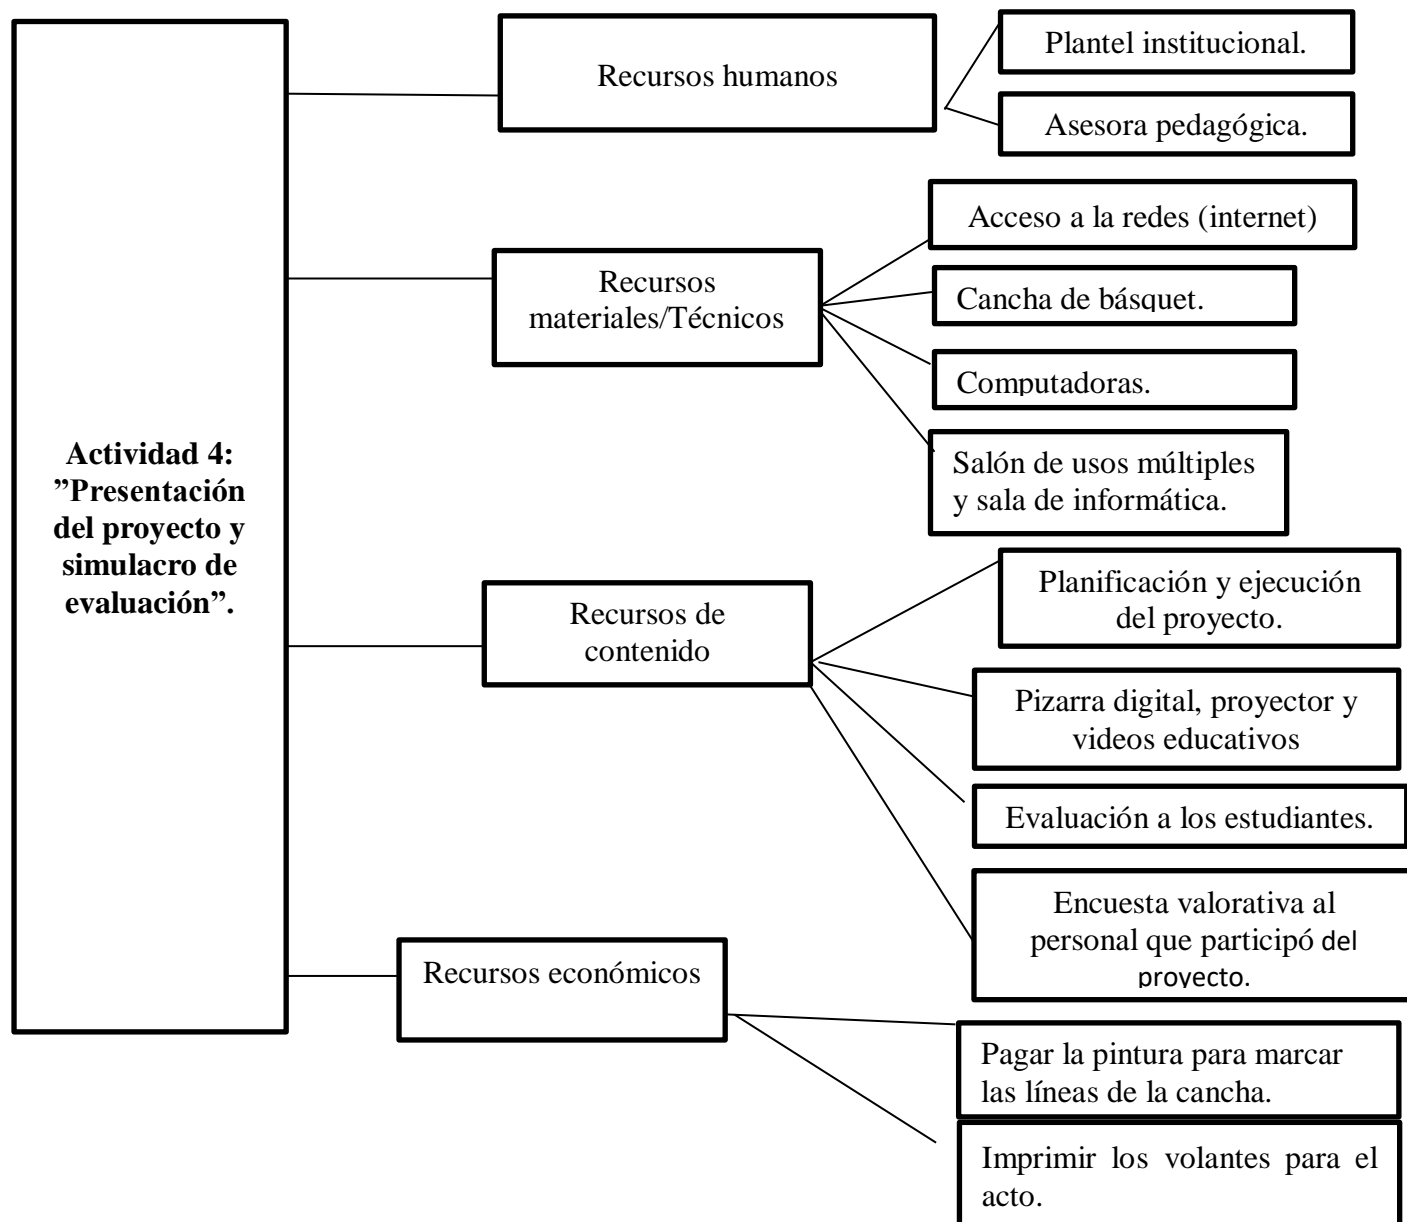 Actividad 4:
”Presentación
del proyecto y
simulacro de
evaluación”.
Recursos humanos
Plantel institucional.
Asesora pedagógica.
Recursos
materiales/Técnicos
Acceso a la redes (internet)
Cancha de básquet.
Computadoras.
Salón de usos múltiples
y sala de informática.
Recursos de
contenido
Planificación y ejecución
del proyecto.
Pizarra digital, proyector y
videos educativos
Evaluación a los estudiantes.
Encuesta valorativa al
personal que participó del
proyecto.
Recursos económicos
Pagar la pintura para marcar
las líneas de la cancha.
Imprimir los volantes para el
acto.